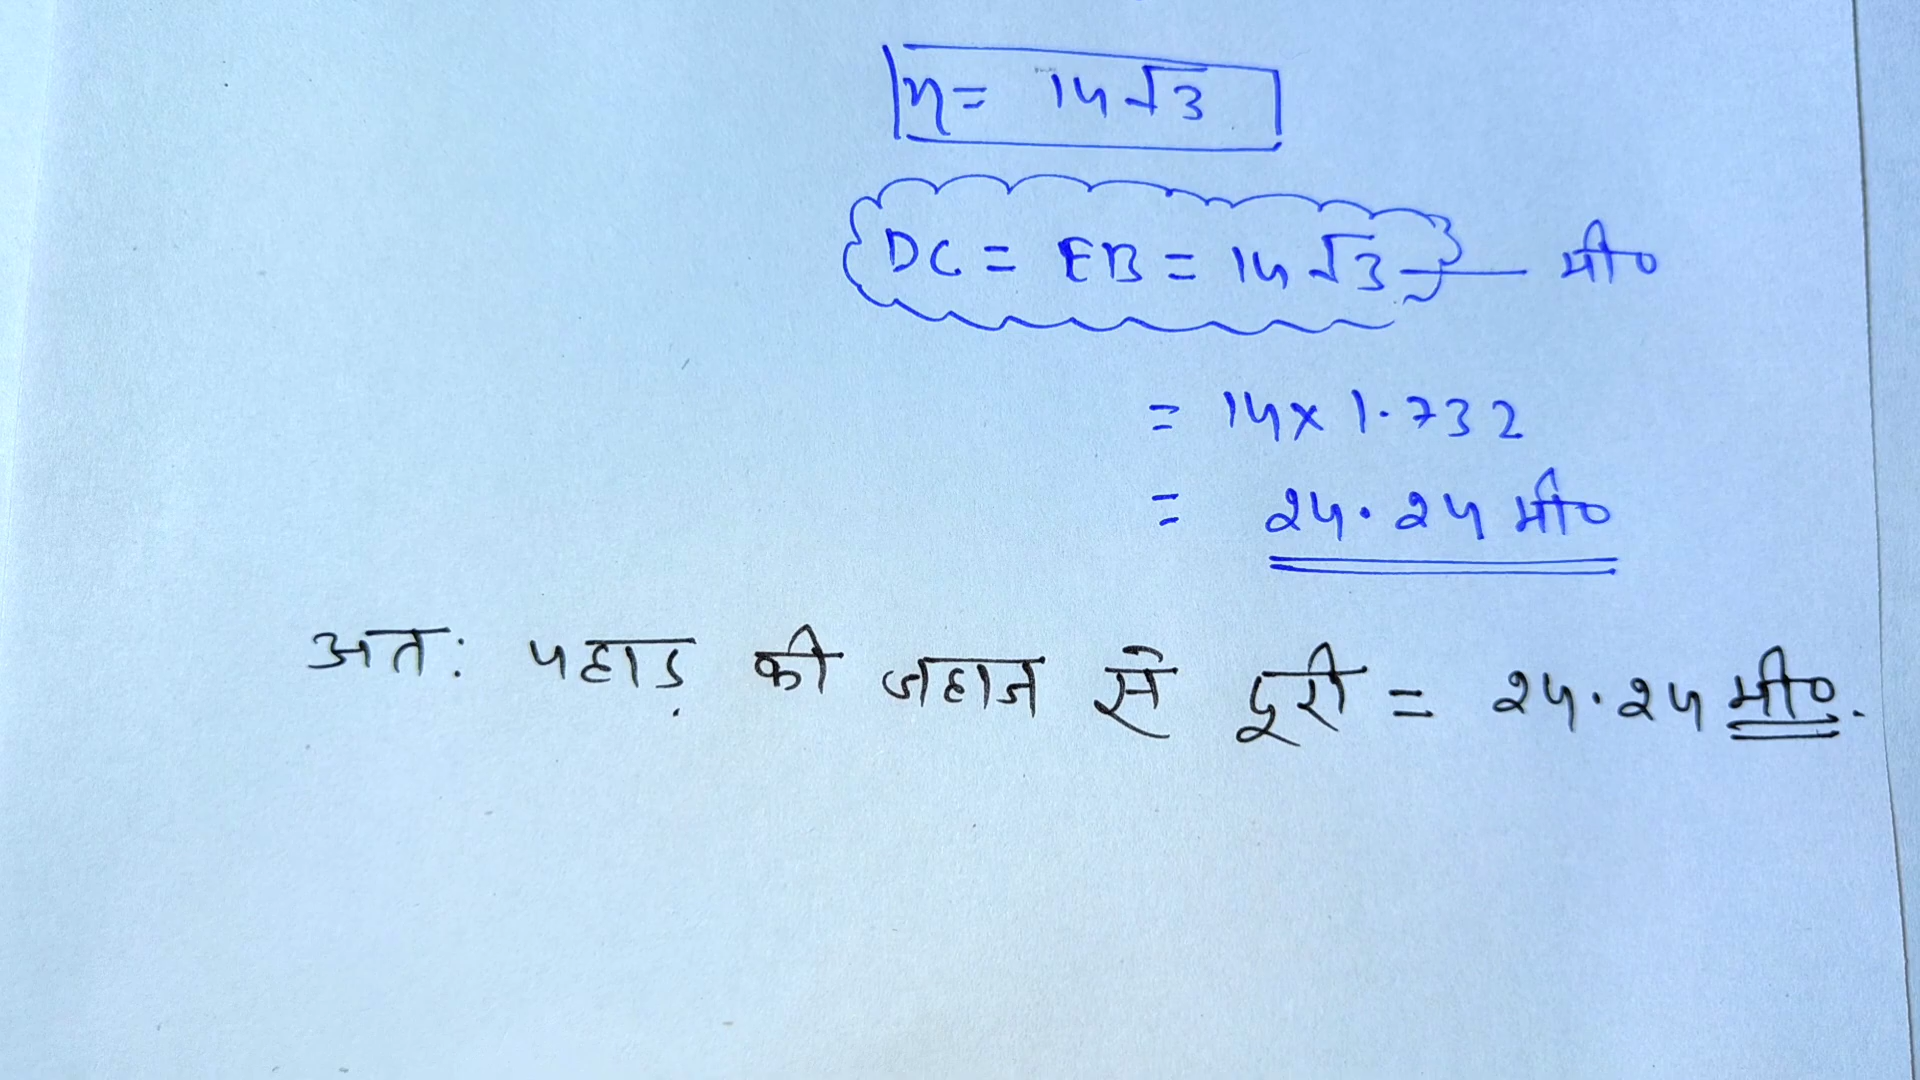 x = 14√3
DC = EB = 14√3 — मी०
= 14 × 1.732
= 24.24 मी०
अतः पहाड़ की जहाज से दूरी = 24.24 मी०.